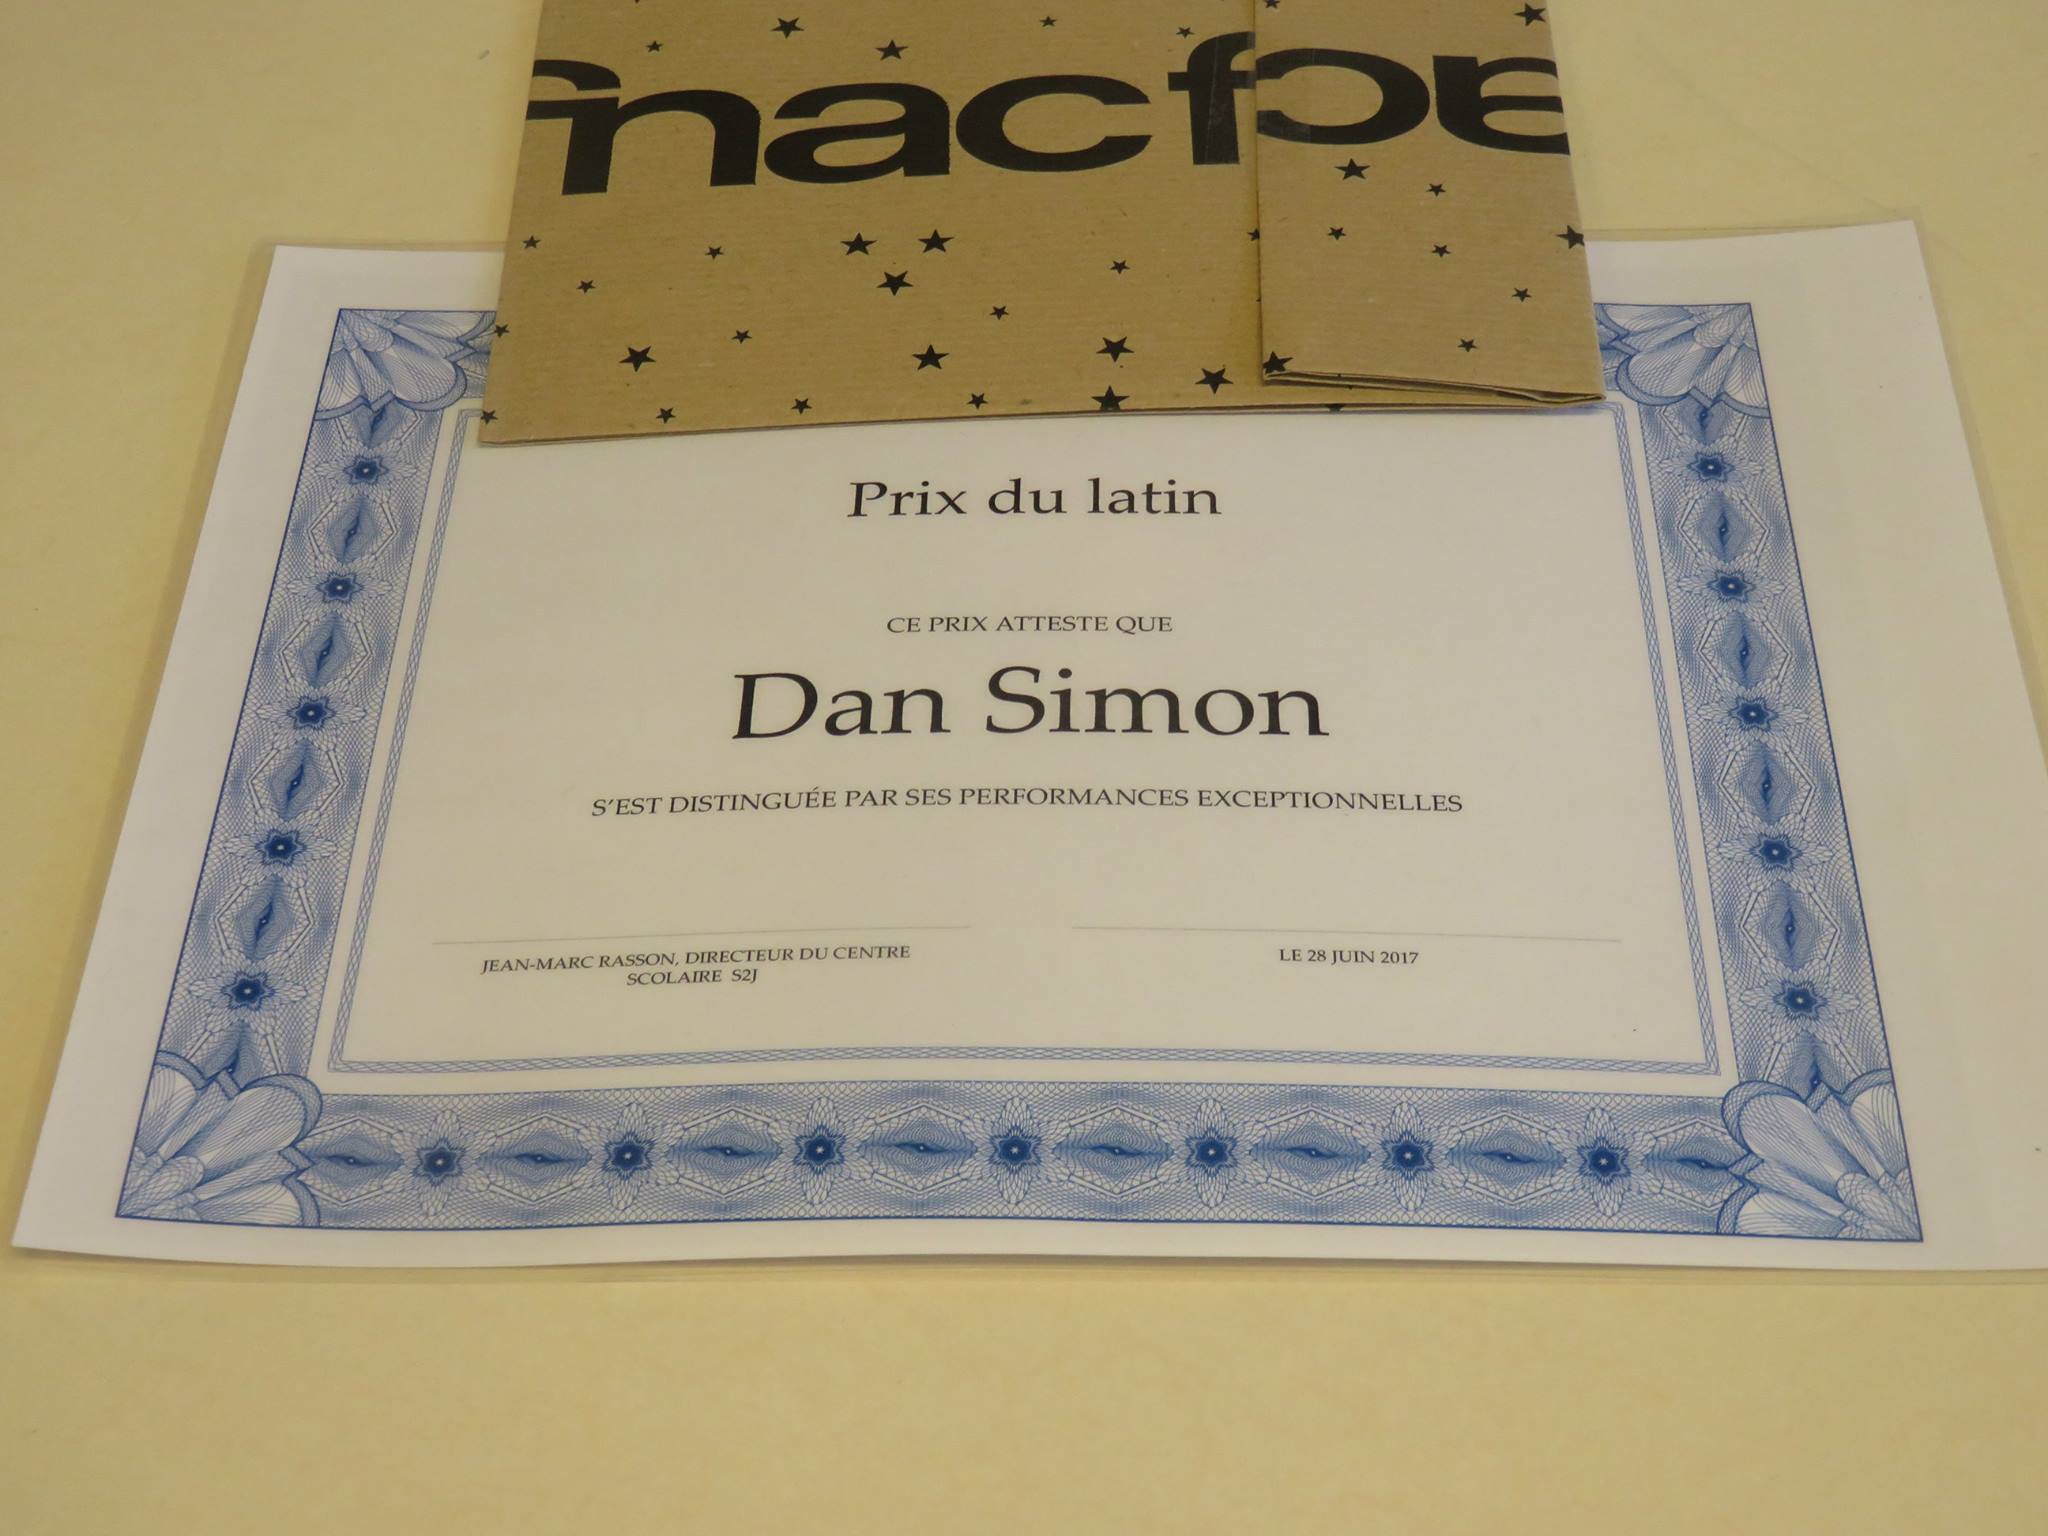 fnacf
Prix du latin
CE PRIX ATTESTE QUE
Dan Simon
S'EST DISTINGUÉE PAR SES PERFORMANCES EXCEPTIONNELLES
JEAN-MARC RASSON, DIRECTEUR DU CENTRE
SCOLAIRE S2J
LE 28 JUIN 2017